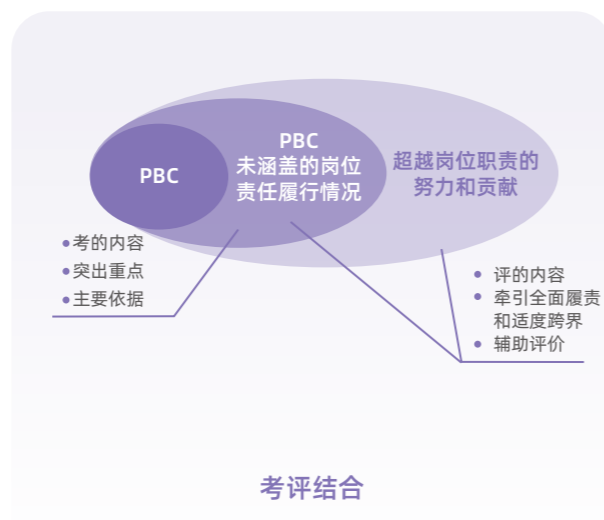 PBC
PBC
未涵盖的岗位
责任履行情况
超越岗位职责的
努力和贡献
●考的内容
●突出重点
●主要依据
● 评的内容
● 牵引全面履责
和适度跨界
● 辅助评价
考评结合